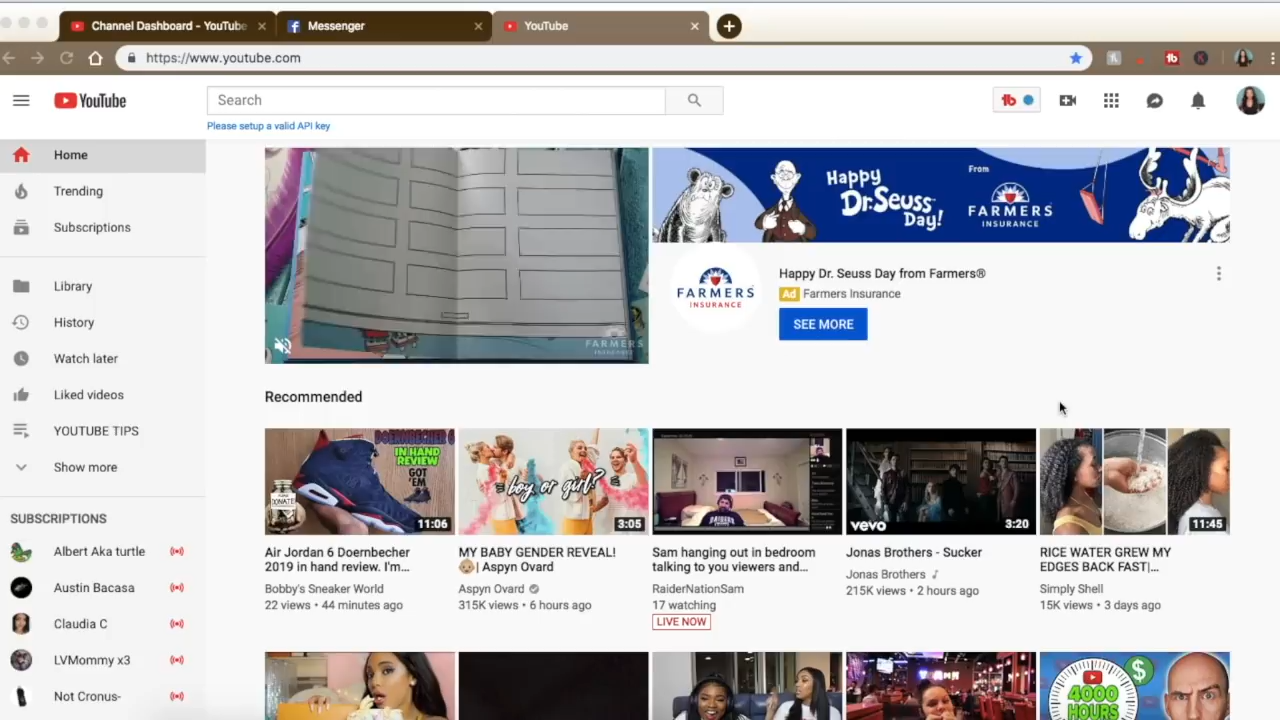 Channel Dashboard - YouTube
Messenger
YouTube
https://www.youtube.com
YouTube
Search
Please setup a valid API key
Home
Trending
Subscriptions
Library
History
Watch later
Liked videos
YOUTUBE TIPS
Show more
SUBSCRIPTIONS
Albert Aka turtle
Austin Bacasa
Claudia C
LVMommy x3
Not Cronus-
FARMERS
INSURANCE
Happy
Dr. Seuss
Day!
From
FARMERS
INSURANCE
FARMERS
INSURANCE
Happy Dr. Seuss Day from Farmers®
Ad Farmers Insurance
SEE MORE
Recommended
DOERNBECHER 6
IN HAND
REVIEW
GOT
'EM
DONATE
11:06
boy or girl?
3:05
vevo
3:20
11:45
Air Jordan 6 Doernbecher
2019 in hand review. I'm...
Bobby's Sneaker World
22 views • 44 minutes ago
MY BABY GENDER REVEAL!
👶🏼| Aspyn Ovard
Aspyn Ovard
315K views • 6 hours ago
Sam hanging out in bedroom
talking to you viewers and...
RaiderNationSam
17 watching
LIVE NOW
Jonas Brothers - Sucker
Jonas Brothers
215K views • 2 hours ago
RICE WATER GREW MY
EDGES BACK FAST|...
Simply Shell
15K views • 3 days ago
4000
HOURS
$